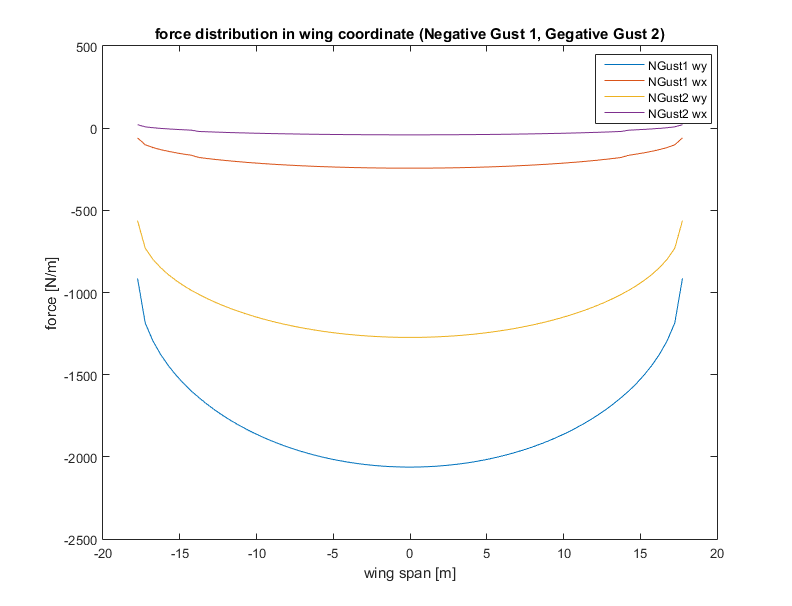 force distribution in wing coordinate (Negative Gust 1, Gegative Gust 2)
500
0
-500
-1000
-1500
-2000
-2500
force [N/m]
NGust1 wy
NGust1 wx
NGust2 wy
NGust2 wx
-20 -15 -10 -5 0 5 10 15 20
wing span [m]